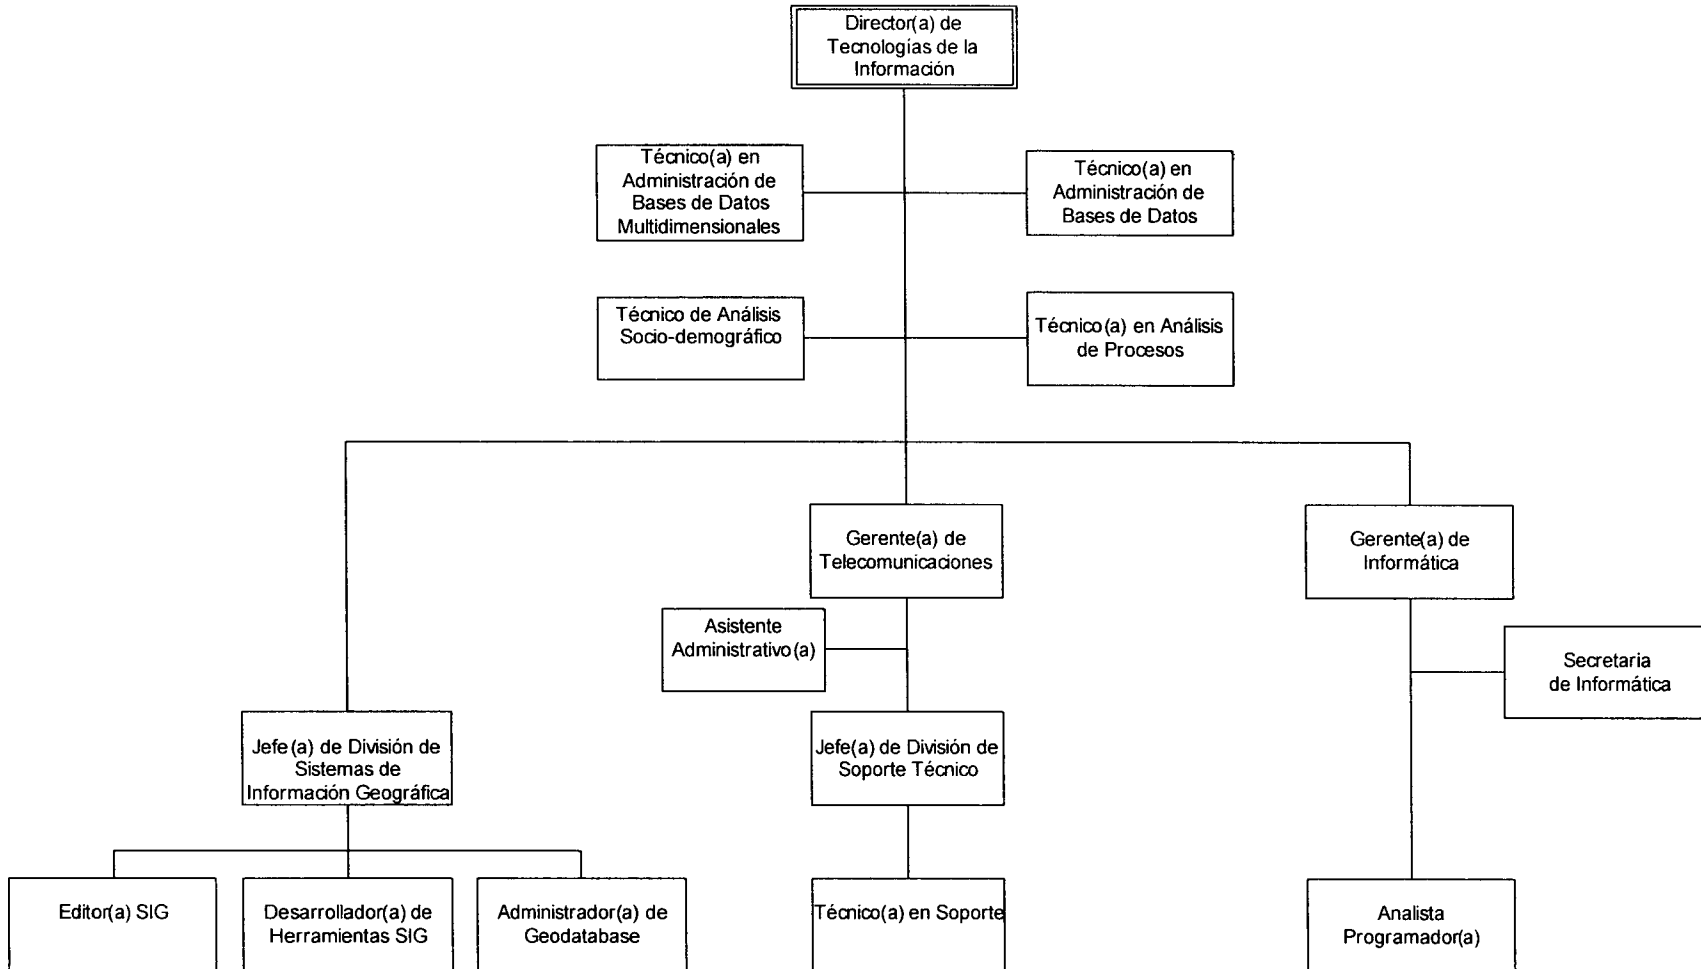 Director(a) de
Tecnologías de la
Información
Técnico(a) en
Administración de
Bases de Datos
Multidimensionales
Técnico(a) en
Administración de
Bases de Datos
Técnico de Análisis
Socio-demográfico
Técnico(a) en Análisis
de Procesos
Gerente(a) de
Telecomunicaciones
Gerente(a) de
Informática
Asistente
Administrativo(a)
Secretaria
de Informática
Jefe(a) de División de
Sistemas de
Información Geográfica
Jefe(a) de División de
Soporte Técnico
Editor(a) SIG
Desarrollador(a) de
Herramientas SIG
Administrador(a) de
Geodatabase
Técnico(a) en Soporte
Analista
Programador(a)